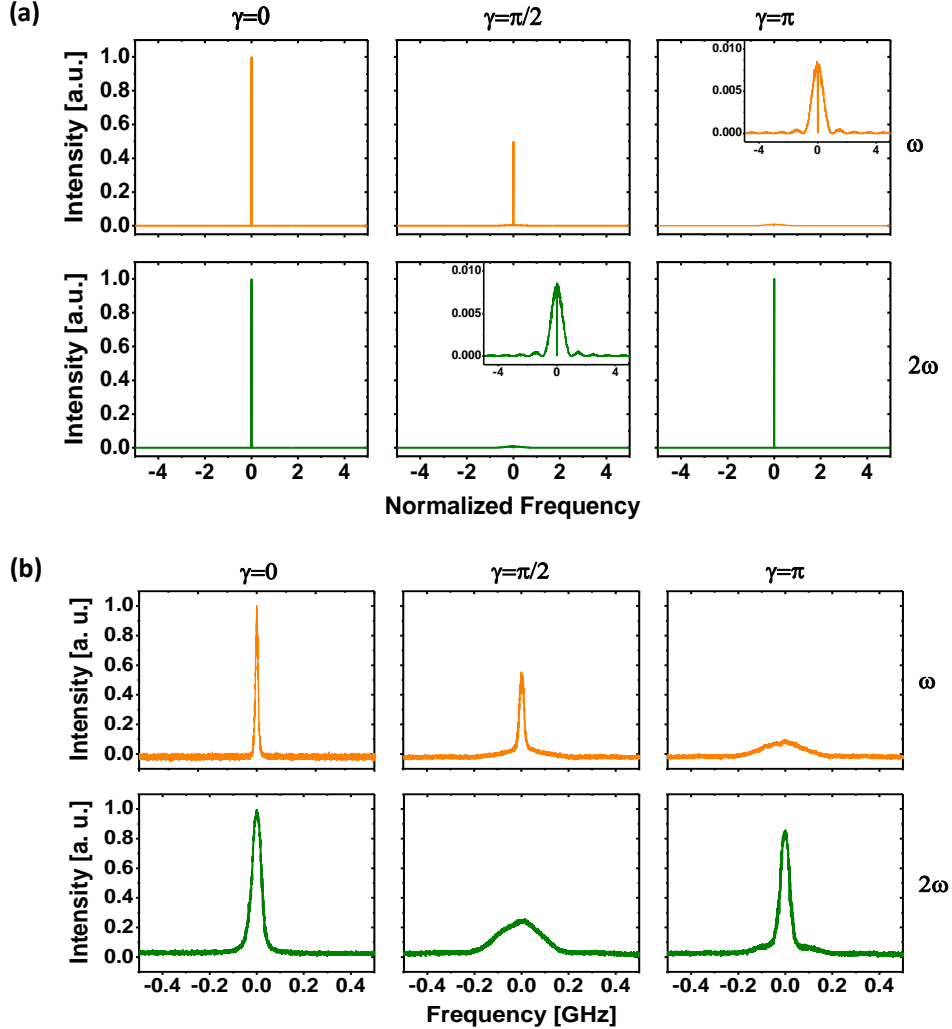 (a)
γ=0 γ=π/2 γ=π
Intensity [a.u.]
1.0
0.8
0.6
0.4
0.2
0.0
0.010
0.005
0.000
-4 0 4
ω
Intensity [a.u.]
1.0
0.8
0.6
0.4
0.2
0.0
0.010
0.005
0.000
-4 0 4
2ω
-4 -2 0 2 4 -4 -2 0 2 4 -4 -2 0 2 4
Normalized Frequency
(b)
γ=0 γ=π/2 γ=π
Intensity [a. u.]
1.0
0.8
0.6
0.4
0.2
0.0
ω
Intensity [a. u.]
1.0
0.8
0.6
0.4
0.2
0.0
2ω
-0.4 -0.2 0.0 0.2 0.4 -0.4 -0.2 0.0 0.2 0.4 -0.4 -0.2 0.0 0.2 0.4
Frequency [GHz]